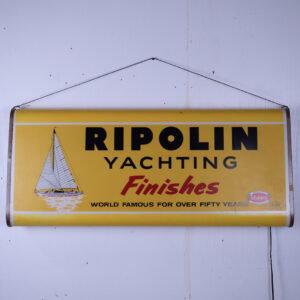 RIPOLIN
YACHTING
Finishes
WORLD FAMOUS FOR OVER FIFTY YEARS